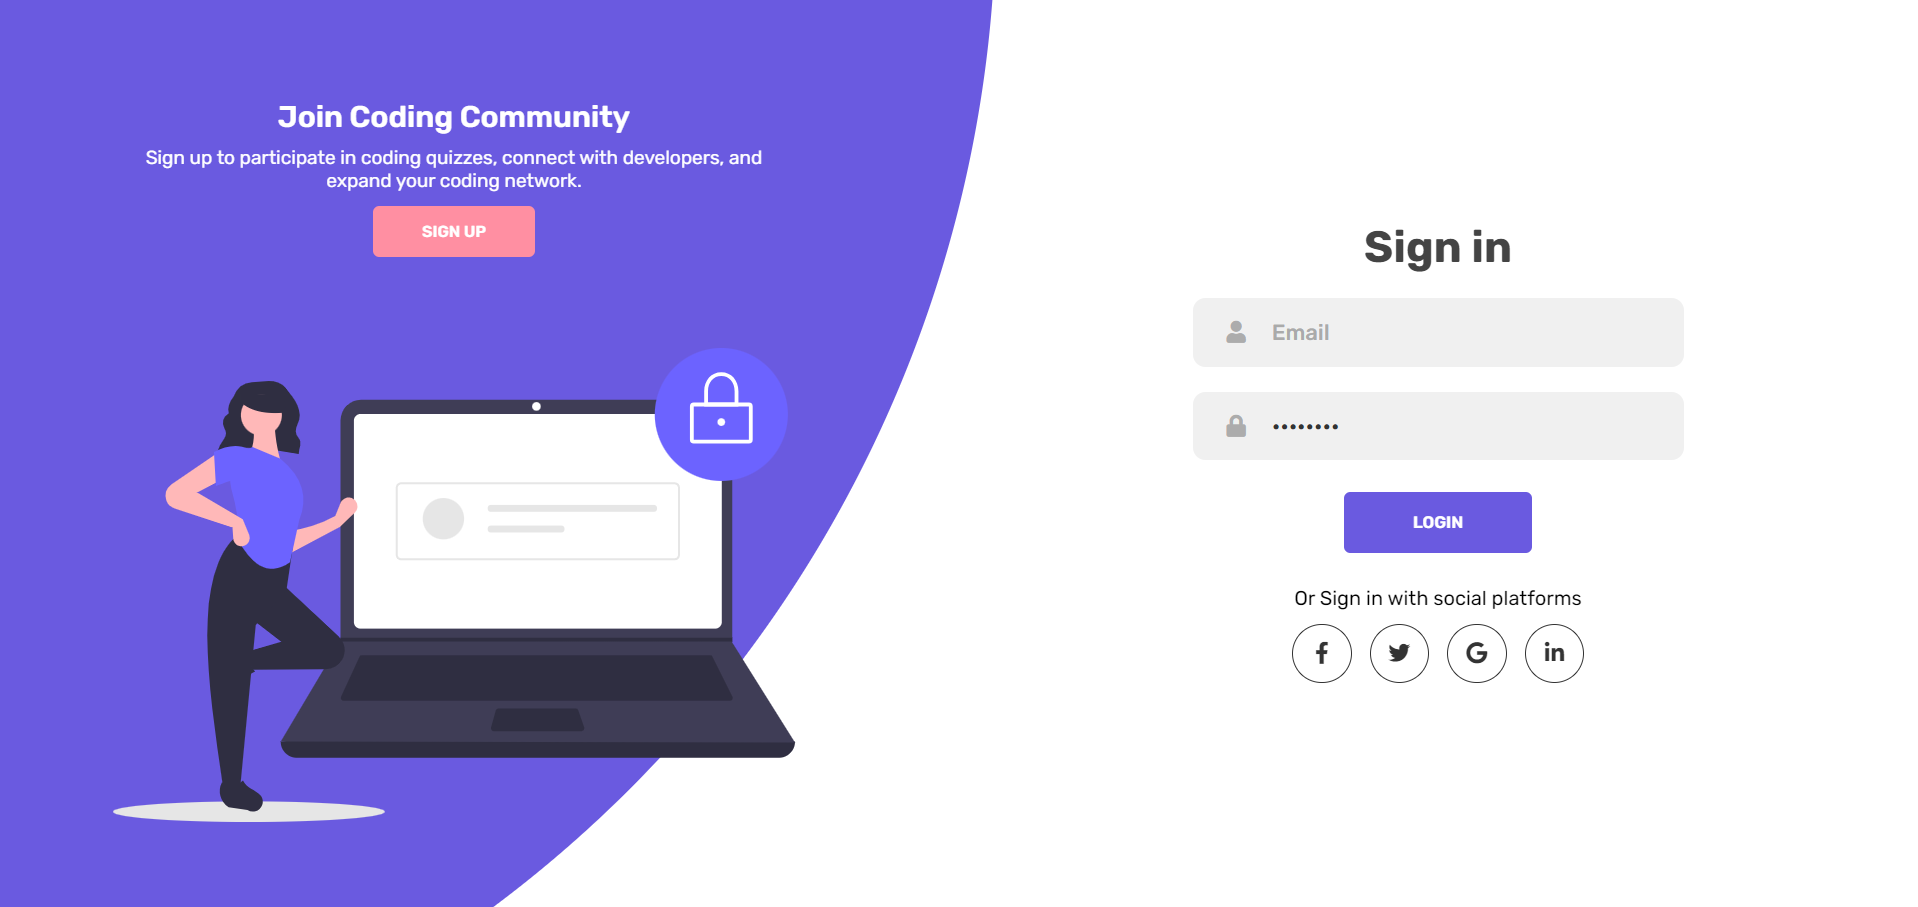 Join Coding Community
Sign up to participate in coding quizzes, connect with developers, and
expand your coding network.
SIGN UP
Sign in
Email
••••••••
LOGIN
Or Sign in with social platforms